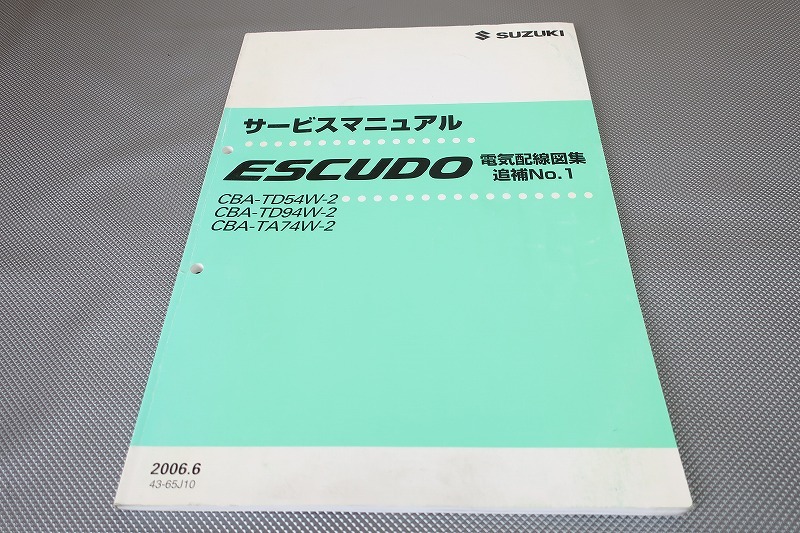 SUZUKI
サービスマニュアル
ESCUDO 電気配線図集
追補No.1
CBA-TD54W-2
CBA-TD94W-2
CBA-TA74W-2
2006.6
43-65J10